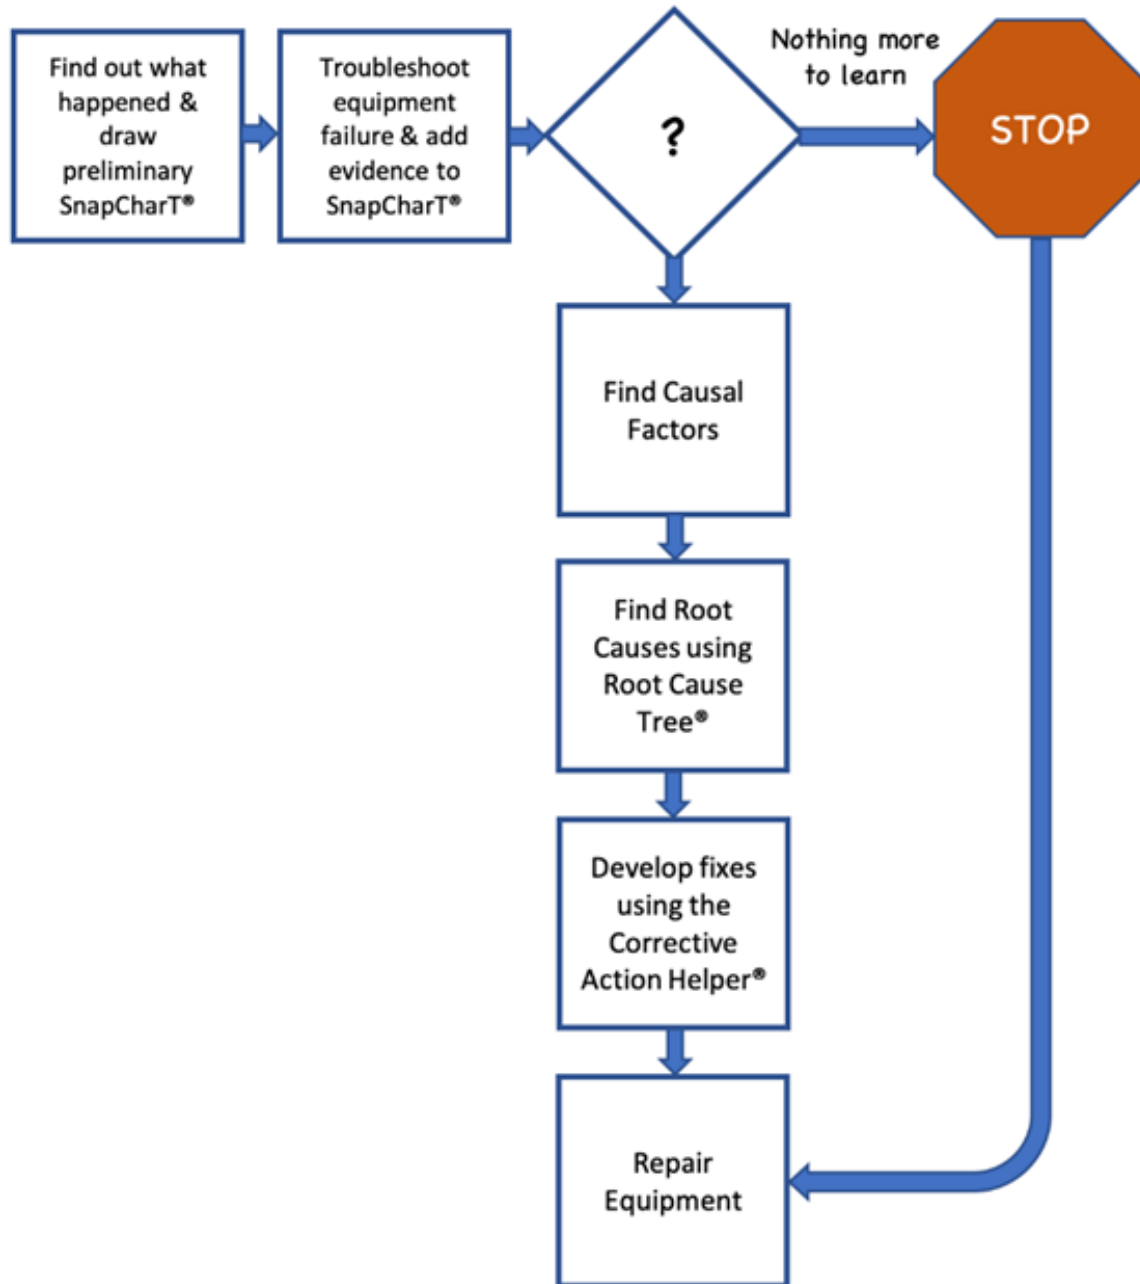 Find out what
happened &
draw
preliminary
SnapCharT®
Troubleshoot
equipment
failure & add
evidence to
SnapCharT®
?
Nothing more
to learn
STOP
Find Causal
Factors
Find Root
Causes using
Root Cause
Tree®
Develop fixes
using the
Corrective
Action Helper®
Repair
Equipment